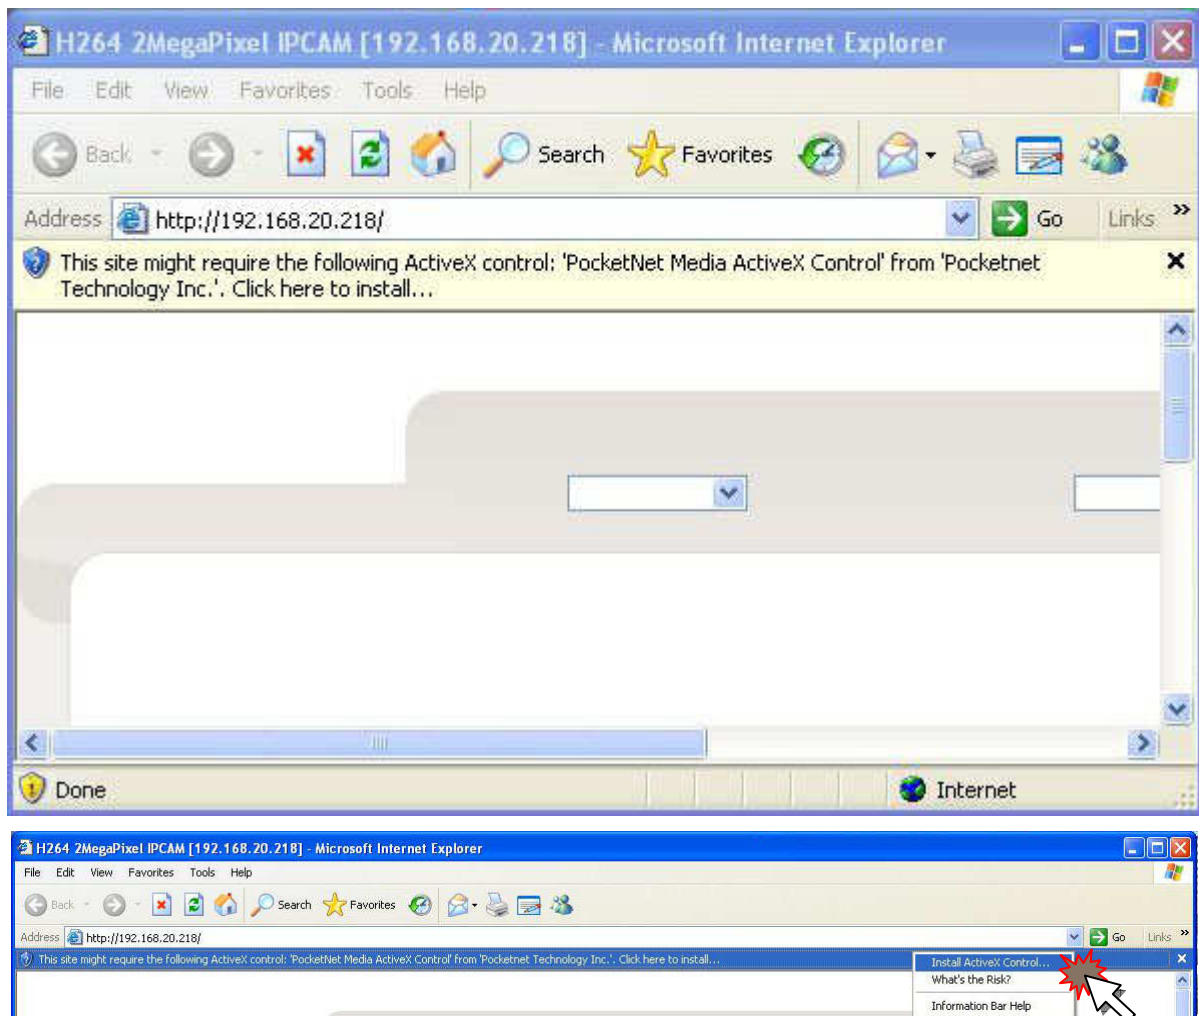 H264 2MegaPixel IPCAM [192.168.20.218] - Microsoft Internet Explorer
File Edit View Favorites Tools Help
Back Search Favorites
Address http://192.168.20.218/ Go Links »
This site might require the following ActiveX control: 'PocketNet Media ActiveX Control' from 'Pocketnet
Technology Inc.'. Click here to install...
Done Internet
H264 2MegaPixel IPCAM [192.168.20.218] - Microsoft Internet Explorer
File Edit View Favorites Tools Help
Back Search Favorites
Address http://192.168.20.218/ Go Links »
This site might require the following ActiveX control: 'PocketNet Media ActiveX Control' from 'Pocketnet Technology Inc.'. Click here to install...
Install ActiveX Control...
What's the Risk?
Information Bar Help